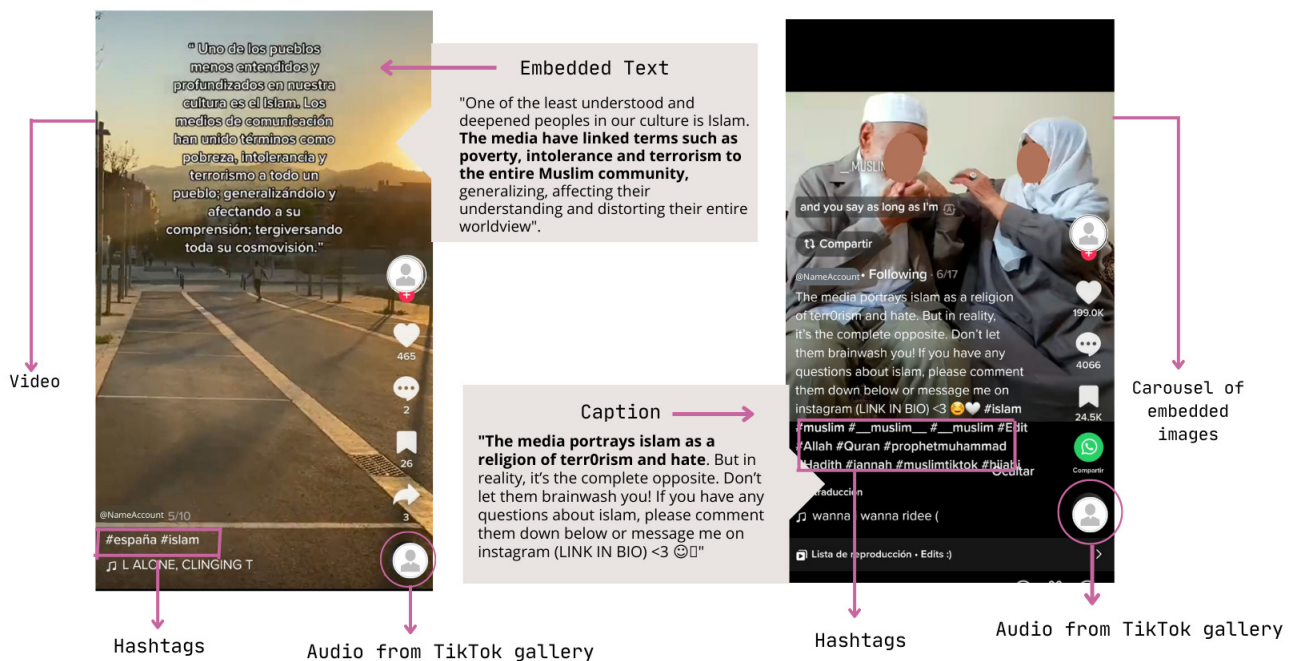 “ Uno de los pueblos
menos entendidos y
profundizados en nuestra
cultura es el Islam. Los
medios de comunicación
han unido términos como
pobreza, intolerancia y
terrorismo a todo un
pueblo; generalizándolo y
afectando a su
comprensión; tergiversando
toda su cosmovisión."
465
2
26
3
@NameAccount 5/10
#españa #islam
L ALONE, CLINGING T
Video
Hashtags
Audio from TikTok gallery
Embedded Text
"One of the least understood and
deepened peoples in our culture is Islam.
The media have linked terms such as
poverty, intolerance and terrorism to
the entire Muslim community,
generalizing, affecting their
understanding and distorting their entire
worldview".
Caption
"The media portrays islam as a
religion of terr0rism and hate. But in
reality, it's the complete opposite. Don't
let them brainwash you! If you have any
questions about islam, please comment
them down below or message me on
instagram (LINK IN BIO) <3 ☺▯"
__MUSLIM
and you say as long as I'm
Compartir
@NameAccount • Following · 6/17
The media portrays islam as a religion
of terr0rism and hate. But in reality,
it's the complete opposite. Don't let
them brainwash you! If you have any
questions about islam, please comment
them down below or message me on
instagram (LINK IN BIO) <3 🥰🤍 #islam
#muslim #__muslim__ #__muslim #Edit
#Allah #Quran #prophetmuhammad
#Hadith #jannah #muslimtiktok #hijabi
Ocultar
wanna wanna ridee (
Lista de reproducción • Edits :)
199.0K
4066
24.5K
Compartir
Carousel of
embedded
images
Hashtags
Audio from TikTok gallery